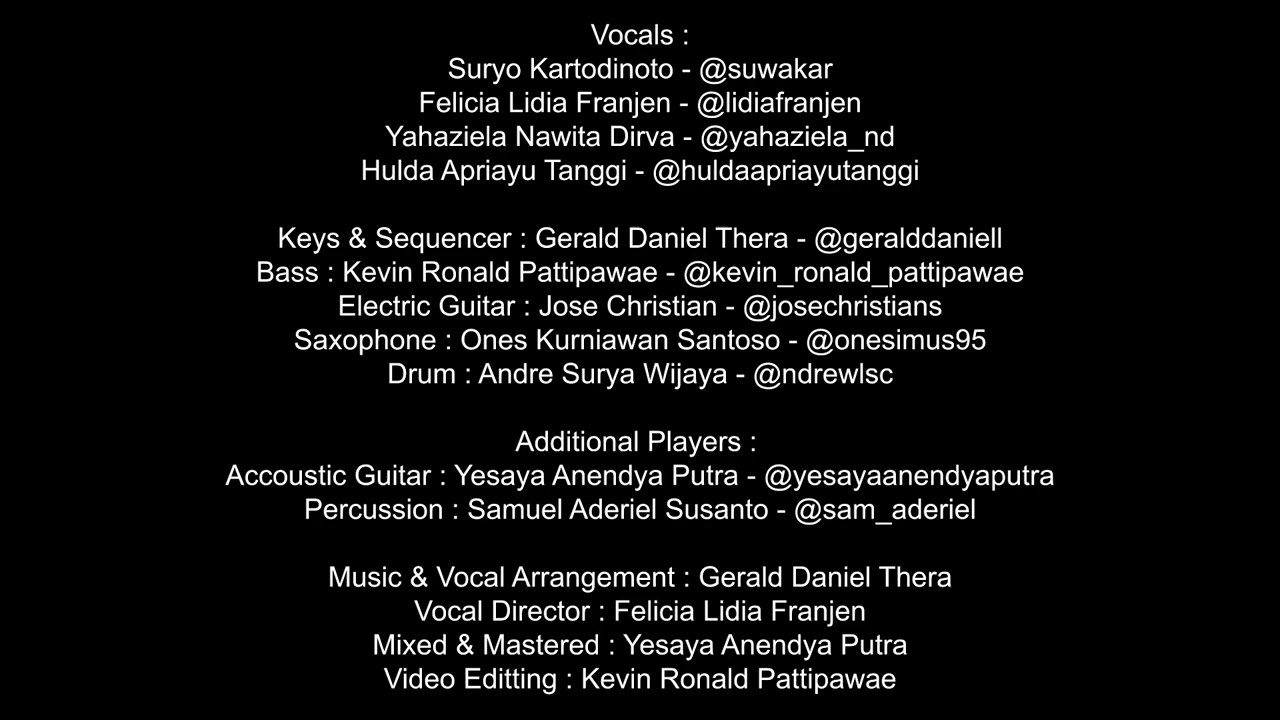 Vocals :
Suryo Kartodinoto - @suwakar
Felicia Lidia Franjen - @lidiafranjen
Yahaziela Nawita Dirva - @yahaziela_nd
Hulda Apriayu Tanggi - @huldaapriayutanggi
Keys & Sequencer : Gerald Daniel Thera - @geralddaniell
Bass : Kevin Ronald Pattipawae - @kevin_ronald_pattipawae
Electric Guitar : Jose Christian - @josechristians
Saxophone : Ones Kurniawan Santoso - @onesimus95
Drum : Andre Surya Wijaya - @ndrewlsc
Additional Players :
Accoustic Guitar : Yesaya Anendya Putra - @yesayaanendyaputra
Percussion : Samuel Aderiel Susanto - @sam_aderiel
Music & Vocal Arrangement : Gerald Daniel Thera
Vocal Director : Felicia Lidia Franjen
Mixed & Mastered : Yesaya Anendya Putra
Video Editting : Kevin Ronald Pattipawae